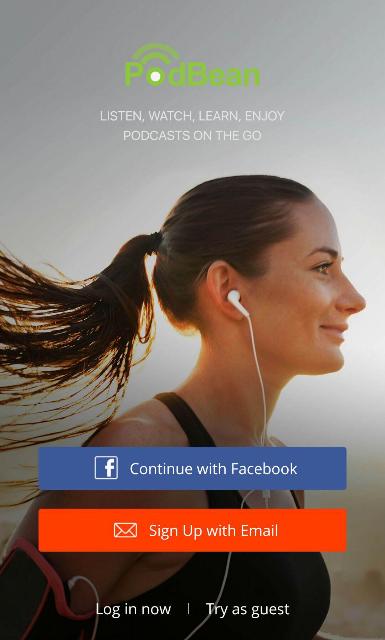 PodBean
LISTEN, WATCH, LEARN, ENJOY
PODCASTS ON THE GO
Continue with Facebook
Sign Up with Email
Log in now | Try as guest